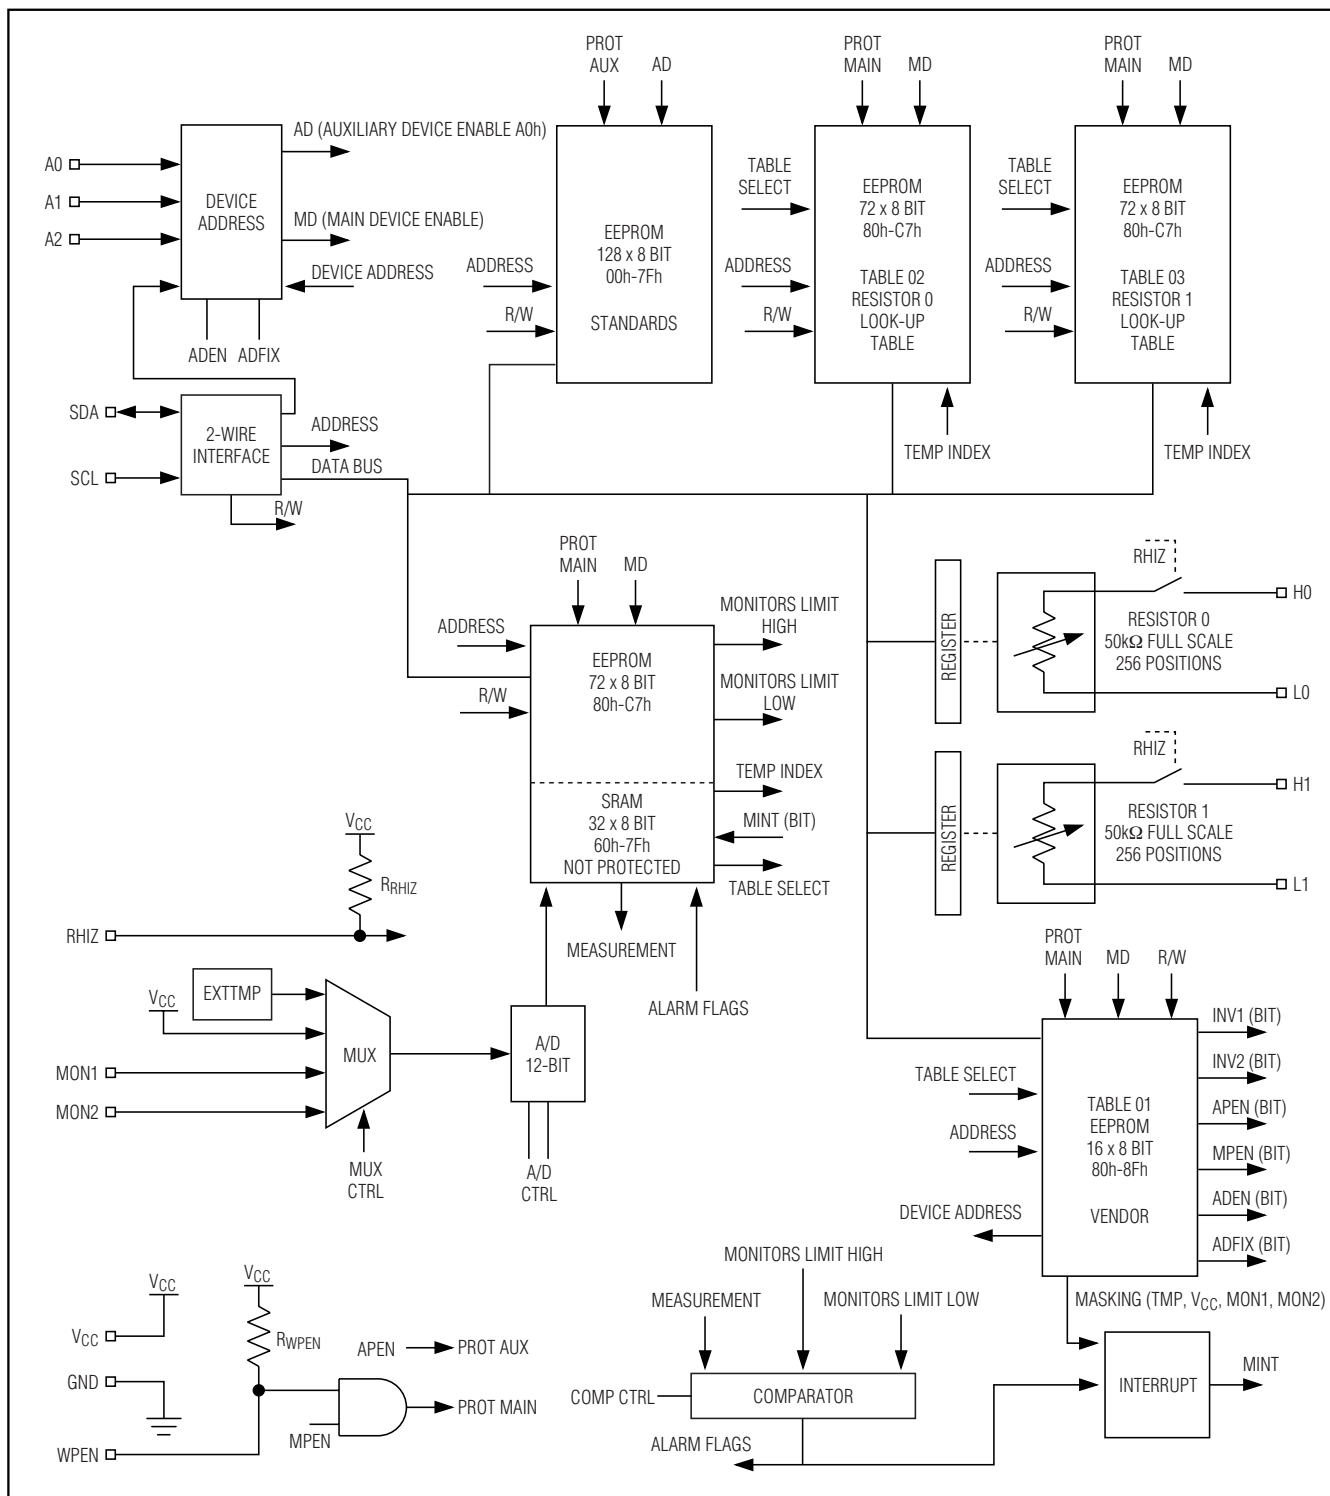 PROT
AUX
AD
PROT
MAIN
MD
PROT
MAIN
MD
A0
A1
A2
DEVICE
ADDRESS
AD (AUXILIARY DEVICE ENABLE A0h)
MD (MAIN DEVICE ENABLE)
DEVICE ADDRESS
ADEN
ADFIX
ADDRESS
R/W
EEPROM
128 x 8 BIT
00h-7Fh
STANDARDS
TABLE
SELECT
ADDRESS
R/W
EEPROM
72 x 8 BIT
80h-C7h
TABLE 02
RESISTOR 0
LOOK-UP
TABLE
TEMP INDEX
TABLE
SELECT
ADDRESS
R/W
EEPROM
72 x 8 BIT
80h-C7h
TABLE 03
RESISTOR 1
LOOK-UP
TABLE
TEMP INDEX
SDA
SCL
2-WIRE
INTERFACE
ADDRESS
DATA BUS
R/W
PROT
MAIN
MD
ADDRESS
R/W
EEPROM
72 x 8 BIT
80h-C7h
SRAM
32 x 8 BIT
60h-7Fh
NOT PROTECTED
MONITORS LIMIT
HIGH
MONITORS LIMIT
LOW
TEMP INDEX
MINT (BIT)
TABLE SELECT
MEASUREMENT
ALARM FLAGS
REGISTER
RHIZ
RESISTOR 0
50kΩ FULL SCALE
256 POSITIONS
H0
L0
REGISTER
RHIZ
RESISTOR 1
50kΩ FULL SCALE
256 POSITIONS
H1
L1
VCC
RRHIZ
RHIZ
EXTTMP
VCC
MON1
MON2
MUX
MUX
CTRL
A/D
12-BIT
A/D
CTRL
PROT
MAIN
MD
R/W
TABLE SELECT
ADDRESS
DEVICE ADDRESS
TABLE 01
EEPROM
16 x 8 BIT
80h-8Fh
VENDOR
INV1 (BIT)
INV2 (BIT)
APEN (BIT)
MPEN (BIT)
ADEN (BIT)
ADFIX (BIT)
MASKING (TMP, VCC, MON1, MON2)
INTERRUPT
MINT
MONITORS LIMIT HIGH
MEASUREMENT
MONITORS LIMIT LOW
COMP CTRL
COMPARATOR
ALARM FLAGS
VCC
VCC
GND
WPEN
VCC
RWPEN
APEN
PROT AUX
MPEN
PROT MAIN